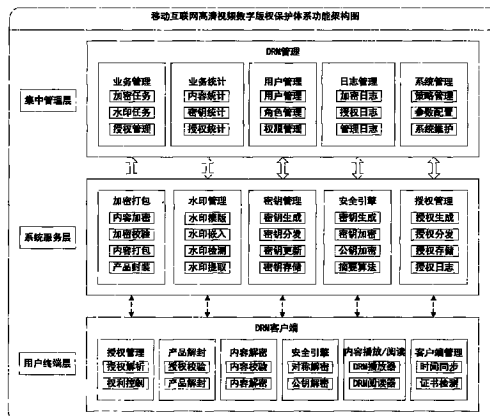 移动互联网高清视频数字版权保护体系功能架构图
集中管理层
DRM管理
业务管理
加密任务
水印任务
授权管理
业务统计
内容统计
密钥统计
授权统计
用户管理
用户管理
角色管理
权限管理
日志管理
加密日志
授权日志
管理日志
系统管理
策略管理
参数配置
系统维护
系统服务层
加密打包
内容加密
加密校验
内容打包
产品封装
水印管理
水印模版
水印嵌入
水印检测
水印提取
密钥管理
密钥生成
密钥分发
密钥更新
密钥存储
安全引擎
密钥生成
密钥加密
公钥加密
摘要算法
授权管理
授权生成
授权分发
授权存储
授权日志
用户终端层
DRM客户端
授权管理
授权解析
权利控制
产品解封
授权校验
产品解封
内容解密
内容校验
内容解密
安全引擎
对称解密
公钥解密
内容播放/阅读
DRM播放器
DRM阅读器
客户端管理
时间同步
证书检测